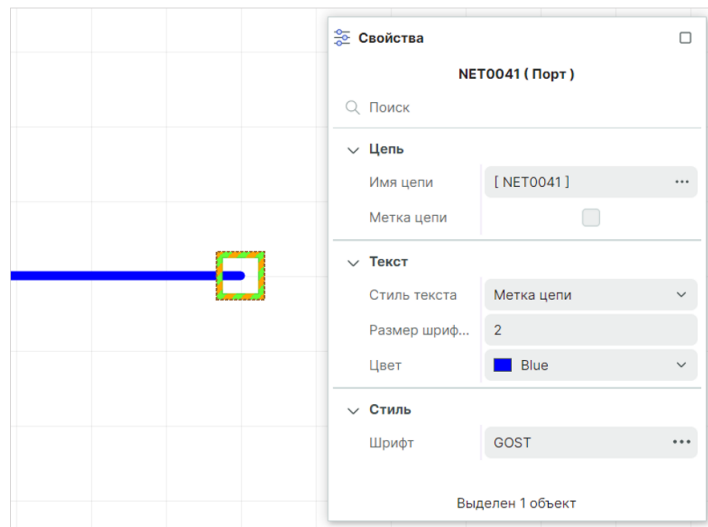 Свойства
NET0041 ( Порт )
Поиск
Цепь
Имя цепи [ NET0041 ] ...
Метка цепи
Текст
Стиль текста Метка цепи
Размер шриф... 2
Цвет Blue
Стиль
Шрифт GOST ...
Выделен 1 объект